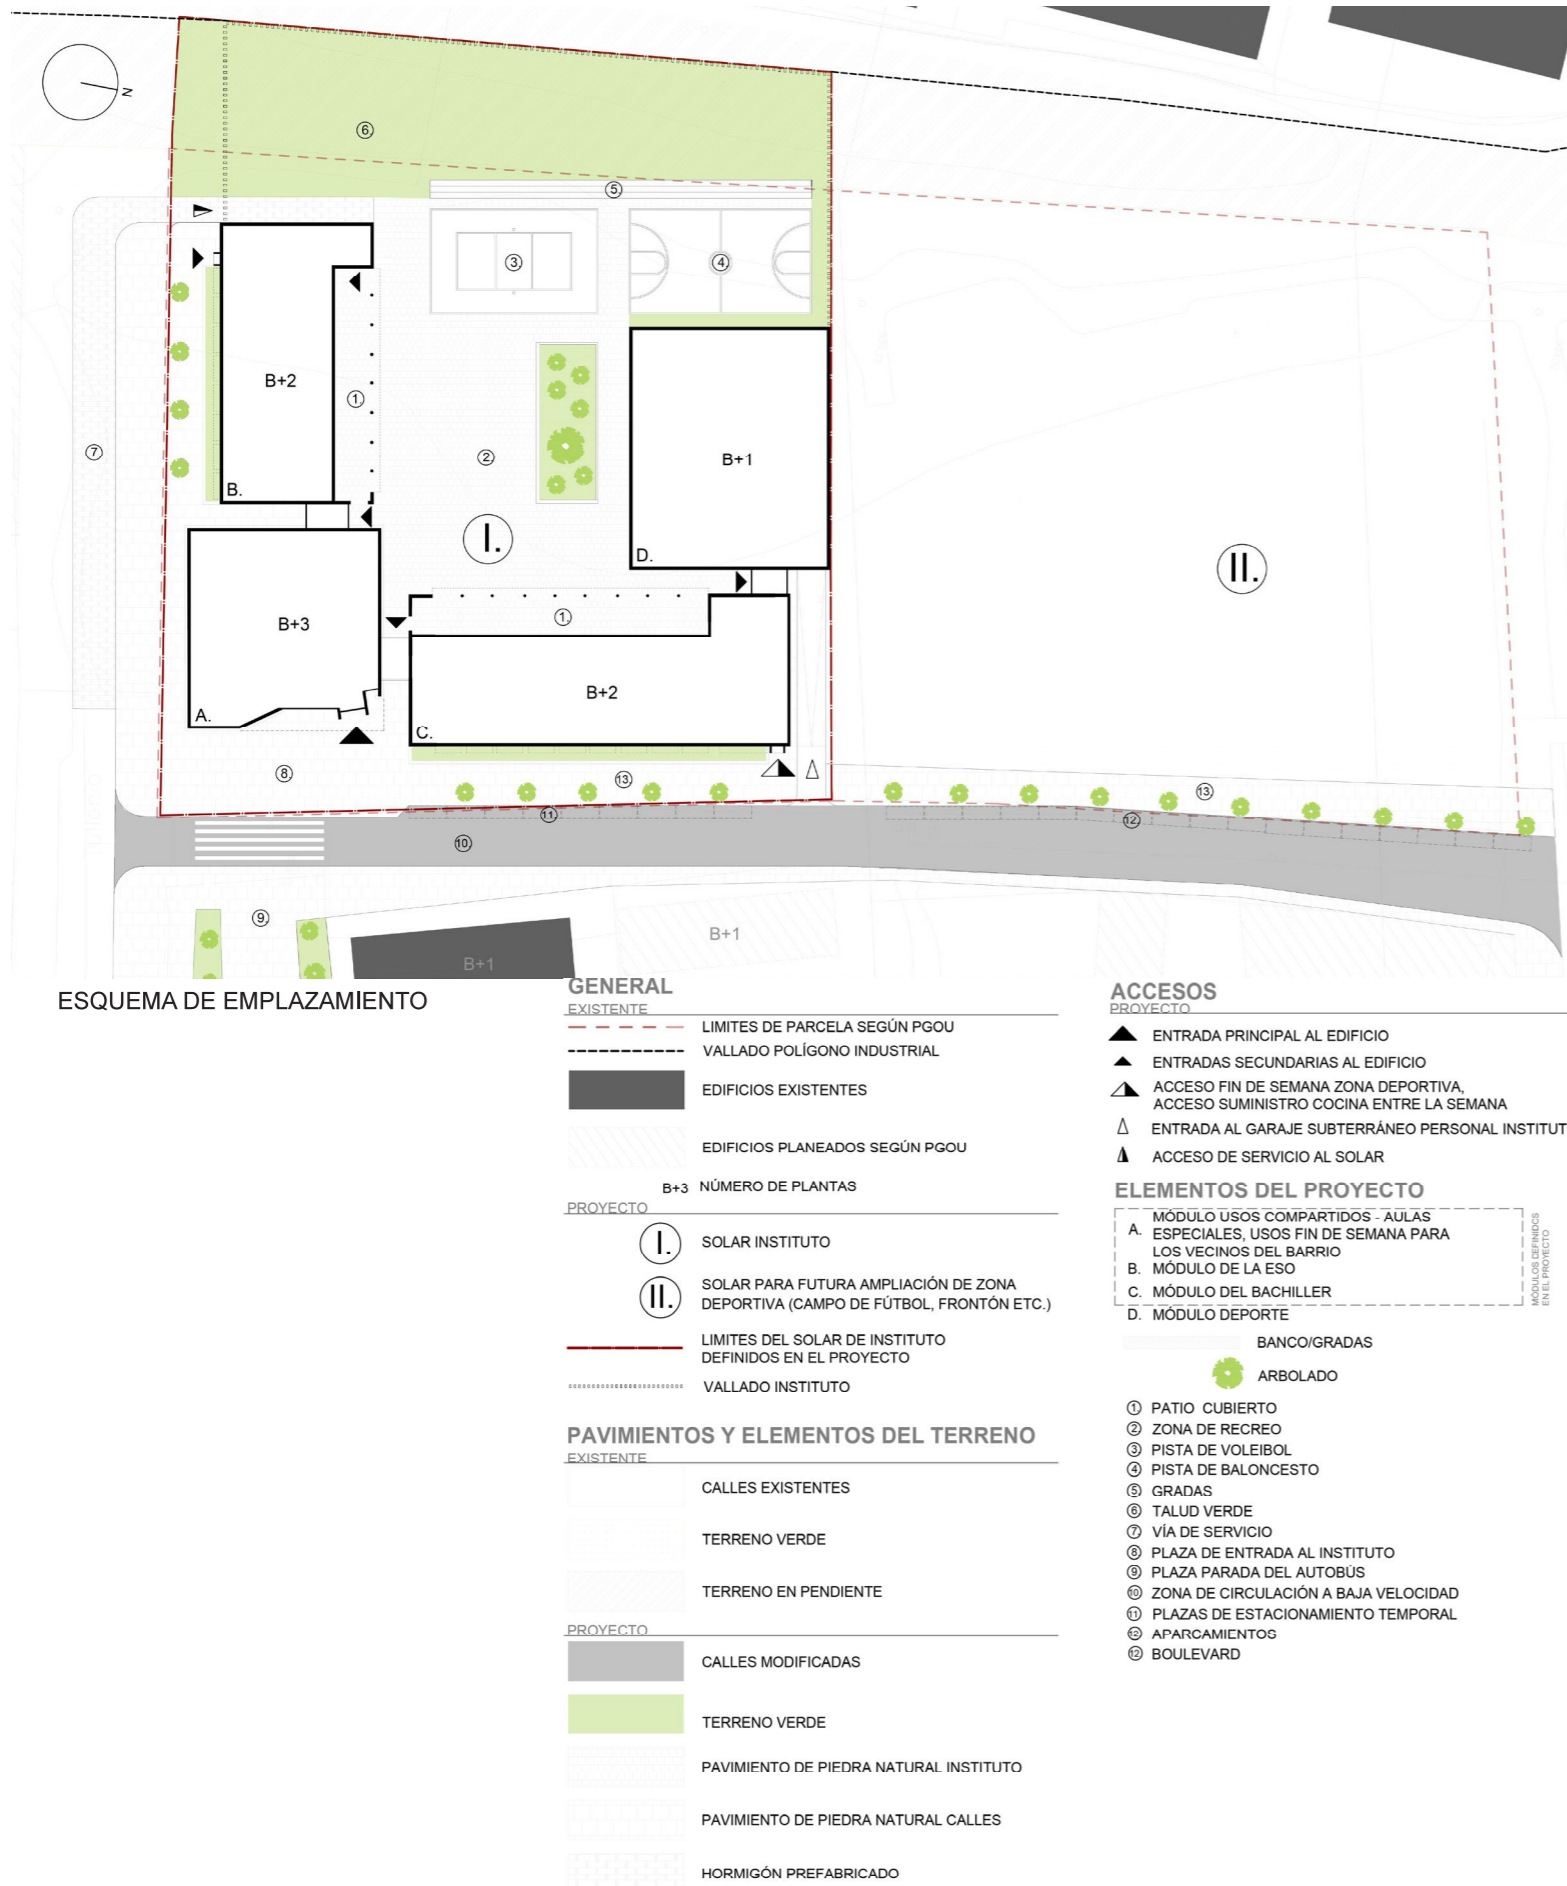 N
6.
5.
3.
4.
B+2
1.
7
2.
B+1
B.
I.
D.
II.
1.
B+3
B+2
A.
C.
8.
13.
13.
11.
12.
10.
9.
B+1
B+1
ESQUEMA DE EMPLAZAMIENTO
GENERAL
EXISTENTE
LIMITES DE PARCELA SEGÚN PGOU
VALLADO POLÍGONO INDUSTRIAL
EDIFICIOS EXISTENTES
EDIFICIOS PLANEADOS SEGÚN PGOU
B+3 NÚMERO DE PLANTAS
PROYECTO
I. SOLAR INSTITUTO
II. SOLAR PARA FUTURA AMPLIACIÓN DE ZONA
DEPORTIVA (CAMPO DE FÚTBOL, FRONTÓN ETC.)
LIMITES DEL SOLAR DE INSTITUTO
DEFINIDOS EN EL PROYECTO
VALLADO INSTITUTO
PAVIMIENTOS Y ELEMENTOS DEL TERRENO
EXISTENTE
CALLES EXISTENTES
TERRENO VERDE
TERRENO EN PENDIENTE
PROYECTO
CALLES MODIFICADAS
TERRENO VERDE
PAVIMIENTO DE PIEDRA NATURAL INSTITUTO
PAVIMIENTO DE PIEDRA NATURAL CALLES
HORMIGÓN PREFABRICADO
ACCESOS
PROYECTO
ENTRADA PRINCIPAL AL EDIFICIO
ENTRADAS SECUNDARIAS AL EDIFICIO
ACCESO FIN DE SEMANA ZONA DEPORTIVA,
ACCESO SUMINISTRO COCINA ENTRE LA SEMANA
ENTRADA AL GARAJE SUBTERRÁNEO PERSONAL INSTITUT
ACCESO DE SERVICIO AL SOLAR
ELEMENTOS DEL PROYECTO
A. MÓDULO USOS COMPARTIDOS - AULAS
ESPECIALES, USOS FIN DE SEMANA PARA
LOS VECINOS DEL BARRIO
B. MÓDULO DE LA ESO
C. MÓDULO DEL BACHILLER
D. MÓDULO DEPORTE
MÓDULOS DEFINIDOS
EN EL PROYECTO
BANCO/GRADAS
ARBOLADO
1 PATIO CUBIERTO
2 ZONA DE RECREO
3 PISTA DE VOLEIBOL
4 PISTA DE BALONCESTO
5 GRADAS
6 TALUD VERDE
7 VÍA DE SERVICIO
8 PLAZA DE ENTRADA AL INSTITUTO
9 PLAZA PARADA DEL AUTOBÚS
10 ZONA DE CIRCULACIÓN A BAJA VELOCIDAD
11 PLAZAS DE ESTACIONAMIENTO TEMPORAL
12 APARCAMIENTOS
12 BOULEVARD